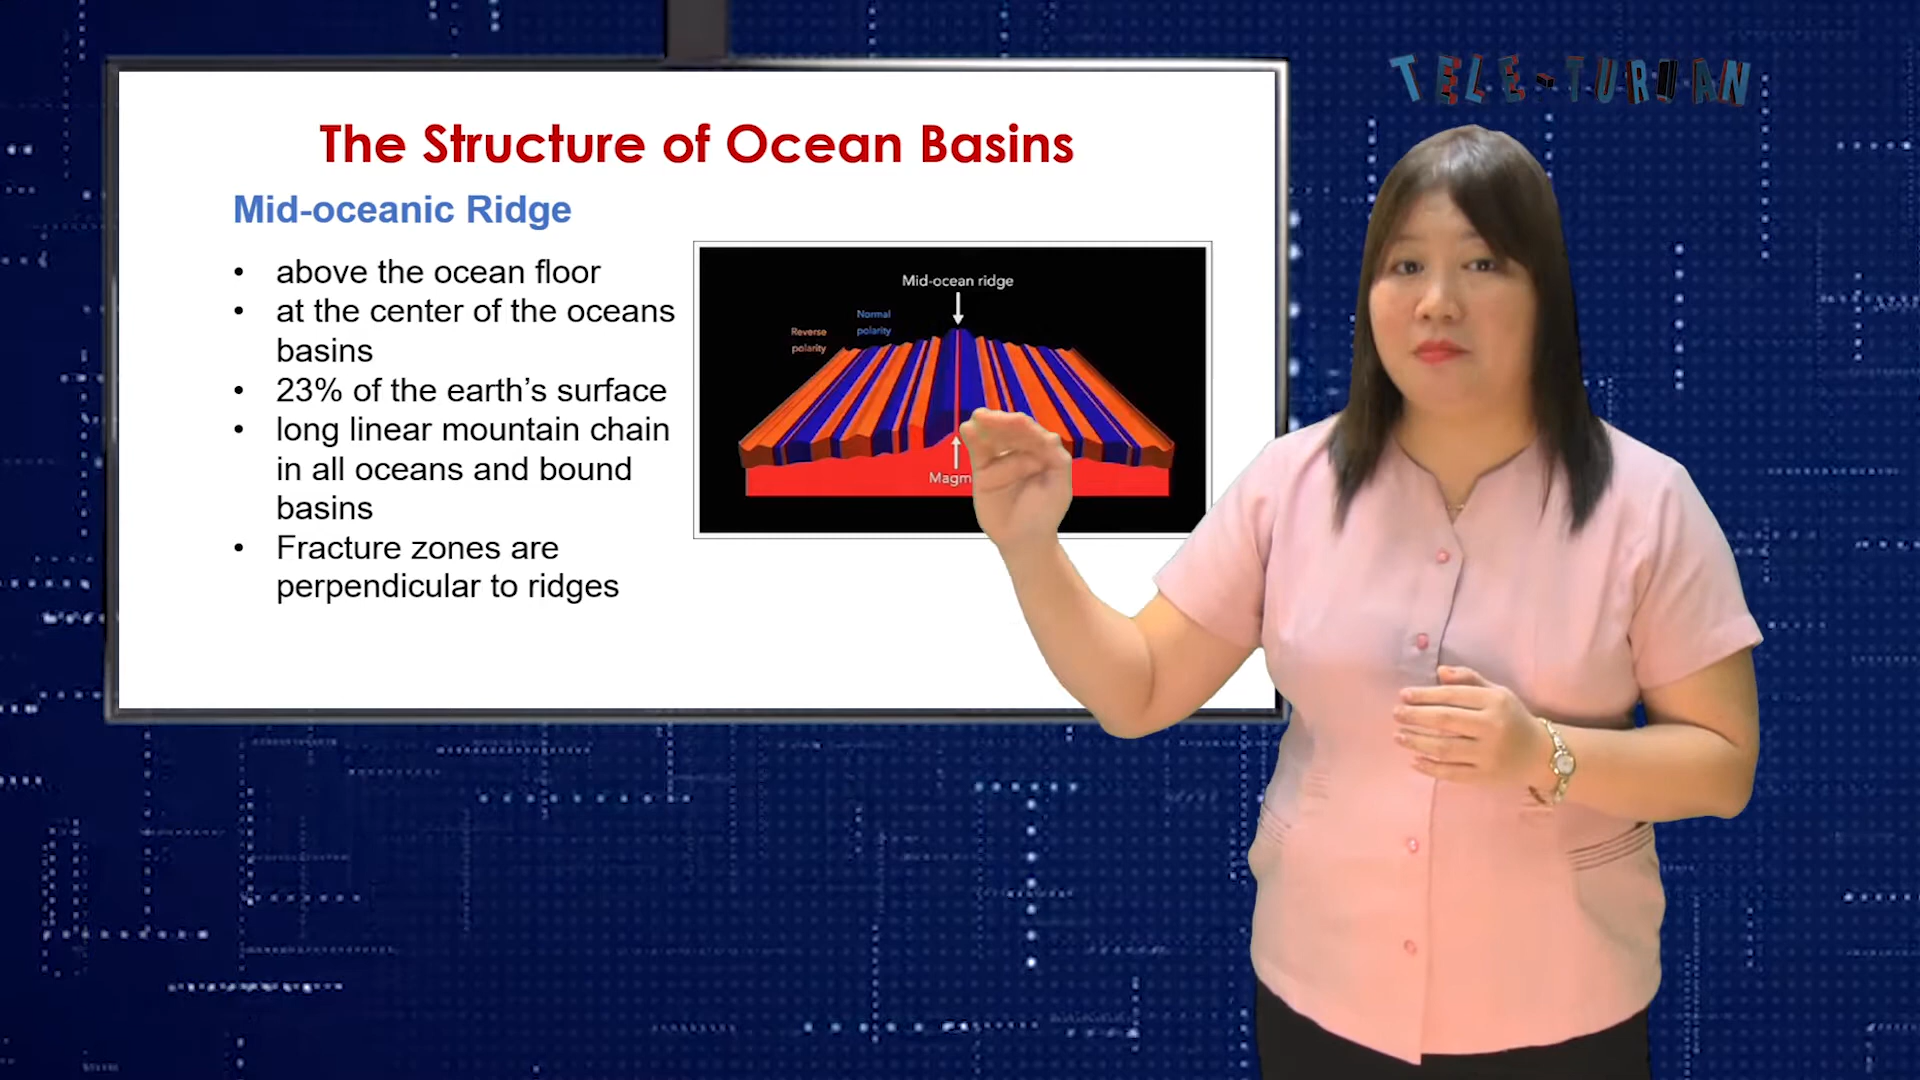 TELE-TURUAN
The Structure of Ocean Basins
Mid-oceanic Ridge
• above the ocean floor
• at the center of the oceans
basins
• 23% of the earth’s surface
• long linear mountain chain
in all oceans and bound
basins
• Fracture zones are
perpendicular to ridges
Mid-ocean ridge
Normal
polarity
Reverse
polarity